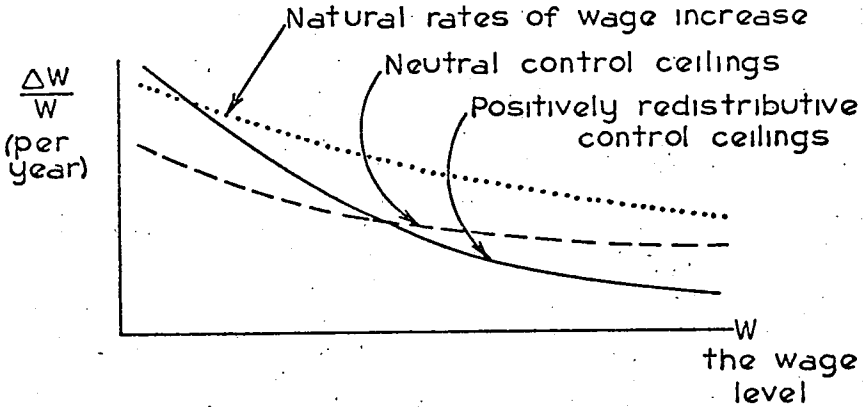 Natural rates of wage increase
Neutral control ceilings
Positively redistributive
control ceilings
ΔW
W
(per
year)
W
the wage
level